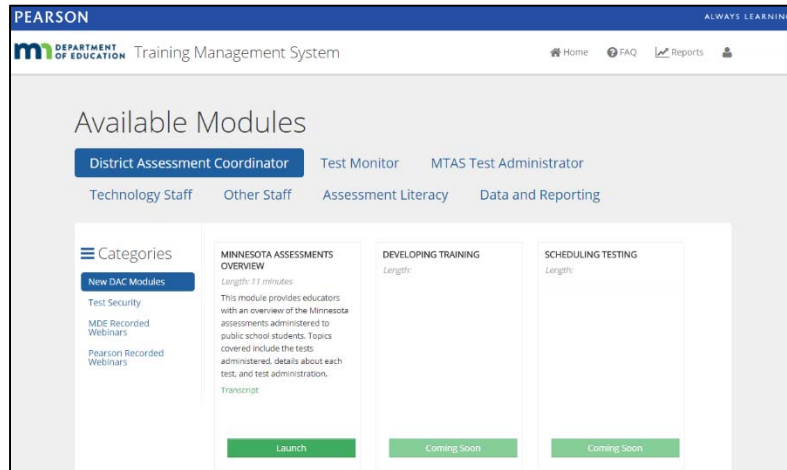 PEARSON
ALWAYS LEARNING
DEPARTMENT
OF EDUCATION
Training Management System
Home
FAQ
Reports
Available Modules
District Assessment Coordinator
Test Monitor
MTAS Test Administrator
Technology Staff
Other Staff
Assessment Literacy
Data and Reporting
Categories
New DAC Modules
Test Security
MDE Recorded
Webinars
Pearson Recorded
Webinars
MINNESOTA ASSESSMENTS
OVERVIEW
Length: 11 minutes
This module provides educators
with an overview of the Minnesota
assessments administered to
public school students. Topics
covered include the tests
administered, details about each
test, and test administration.
Transcript
Launch
DEVELOPING TRAINING
Length:
Coming Soon
SCHEDULING TESTING
Length:
Coming Soon